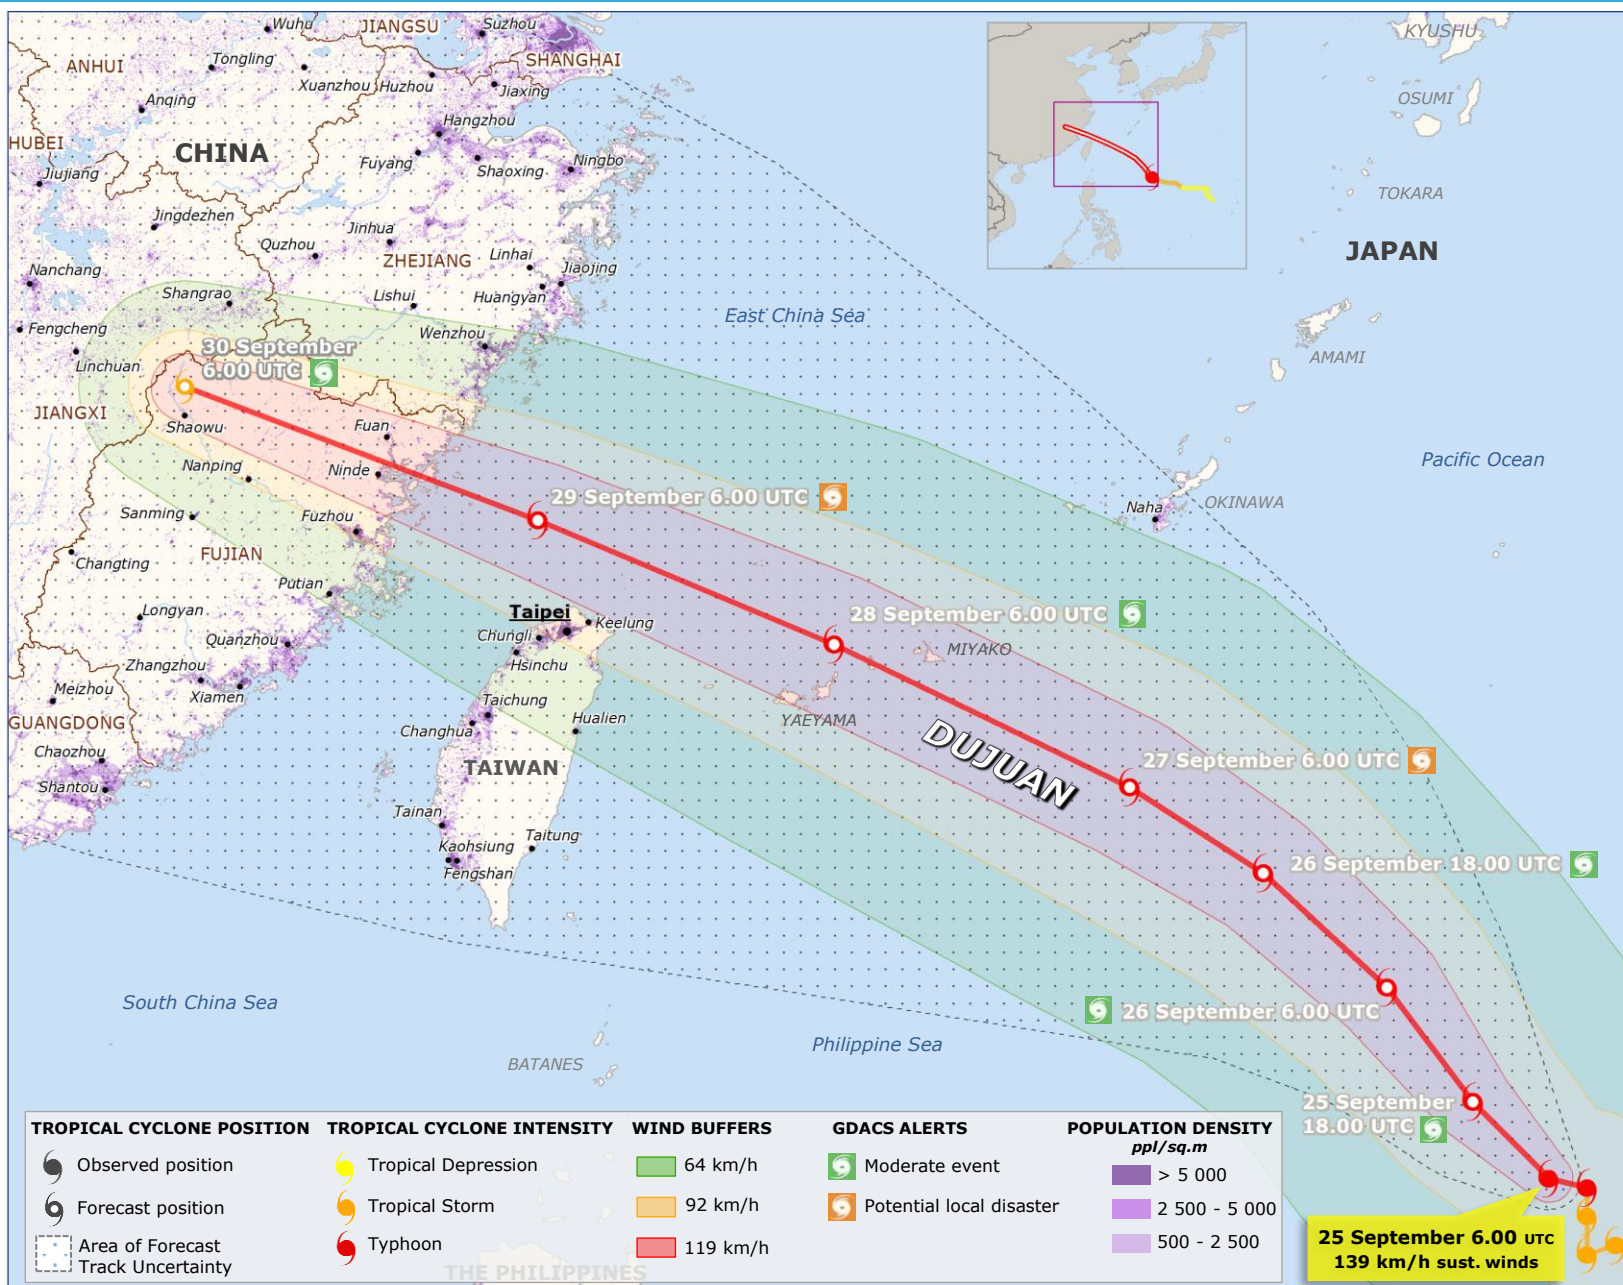 Wuhu
JIANGSU
Suzhou
KYUSHU
ANHUI
Tongling
SHANGHAI
Xuanzhou
Huzhou
Jiaxing
OSUMI
Anqing
Hangzhou
HUBEI
CHINA
Fuyang
Shaoxing
Ningbo
Jiujiang
TOKARA
Jingdezhen
Jinhua
Quzhou
ZHEJIANG
Linhai
JAPAN
Nanchang
Jiaojing
Shangrao
Lishui
Huangyan
East China Sea
Fengcheng
Wenzhou
30 September
6.00 UTC
AMAMI
Linchuan
JIANGXI
Shaowu
Fuan
Nanping
Ninde
Pacific Ocean
29 September 6.00 UTC
Naha
OKINAWA
Sanming
Fuzhou
FUJIAN
Changting
Putian
Longyan
Taipei
Keelung
28 September 6.00 UTC
Quanzhou
Chungli
MIYAKO
Zhangzhou
Hsinchu
Meizhou
Xiamen
Taichung
GUANGDONG
Changhua
Hualien
YAEYAMA
DUJUAN
Chaozhou
TAIWAN
27 September 6.00 UTC
Shantou
Tainan
Taitung
Kaohsiung
Fengshan
26 September 18.00 UTC
South China Sea
26 September 6.00 UTC
Philippine Sea
BATANES
25 September
18.00 UTC
TROPICAL CYCLONE POSITION
Observed position
Forecast position
Area of Forecast
Track Uncertainty
TROPICAL CYCLONE INTENSITY
Tropical Depression
Tropical Storm
Typhoon
WIND BUFFERS
64 km/h
92 km/h
119 km/h
GDACS ALERTS
Moderate event
Potential local disaster
POPULATION DENSITY
ppl/sq.m
> 5 000
2 500 - 5 000
500 - 2 500
THE PHILIPPINES
25 September 6.00 UTC
139 km/h sust. winds